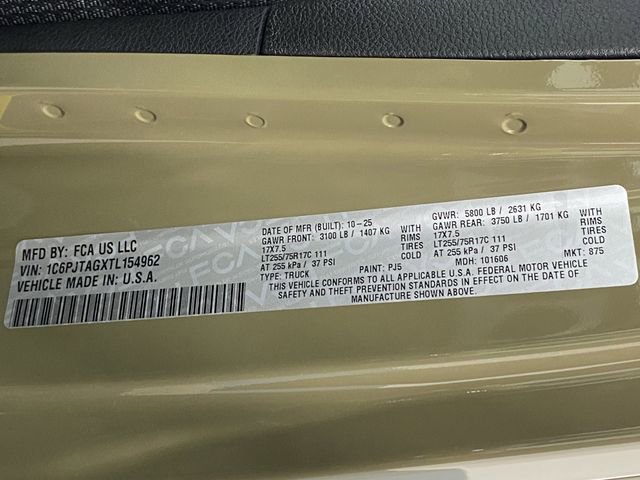 MFD BY: FCA US LLC
VIN: 1C6PJTAGXTL154962
VEHICLE MADE IN: U.S.A.
DATE OF MFR (BUILT): 10-25
GAWR FRONT: 3100 LB / 1407 KG WITH
17X7.5 RIMS
LT255/75R17C 111 TIRES
AT 255 kPa / 37 PSI
TYPE: TRUCK PAINT: PJ5
GVWR: 5800 LB / 2631 KG
GAWR REAR: 3750 LB / 1701 KG WITH
17X7.5 RIMS
LT255/75R17C 111 TIRES
AT 255 kPa / 37 PSI
MDH: 101606 MKT: 875
THIS VEHICLE CONFORMS TO ALL APPLICABLE U.S.A. FEDERAL MOTOR VEHICLE
SAFETY AND THEFT PREVENTION STANDARDS IN EFFECT ON THE DATE OF
MANUFACTURE SHOWN ABOVE.